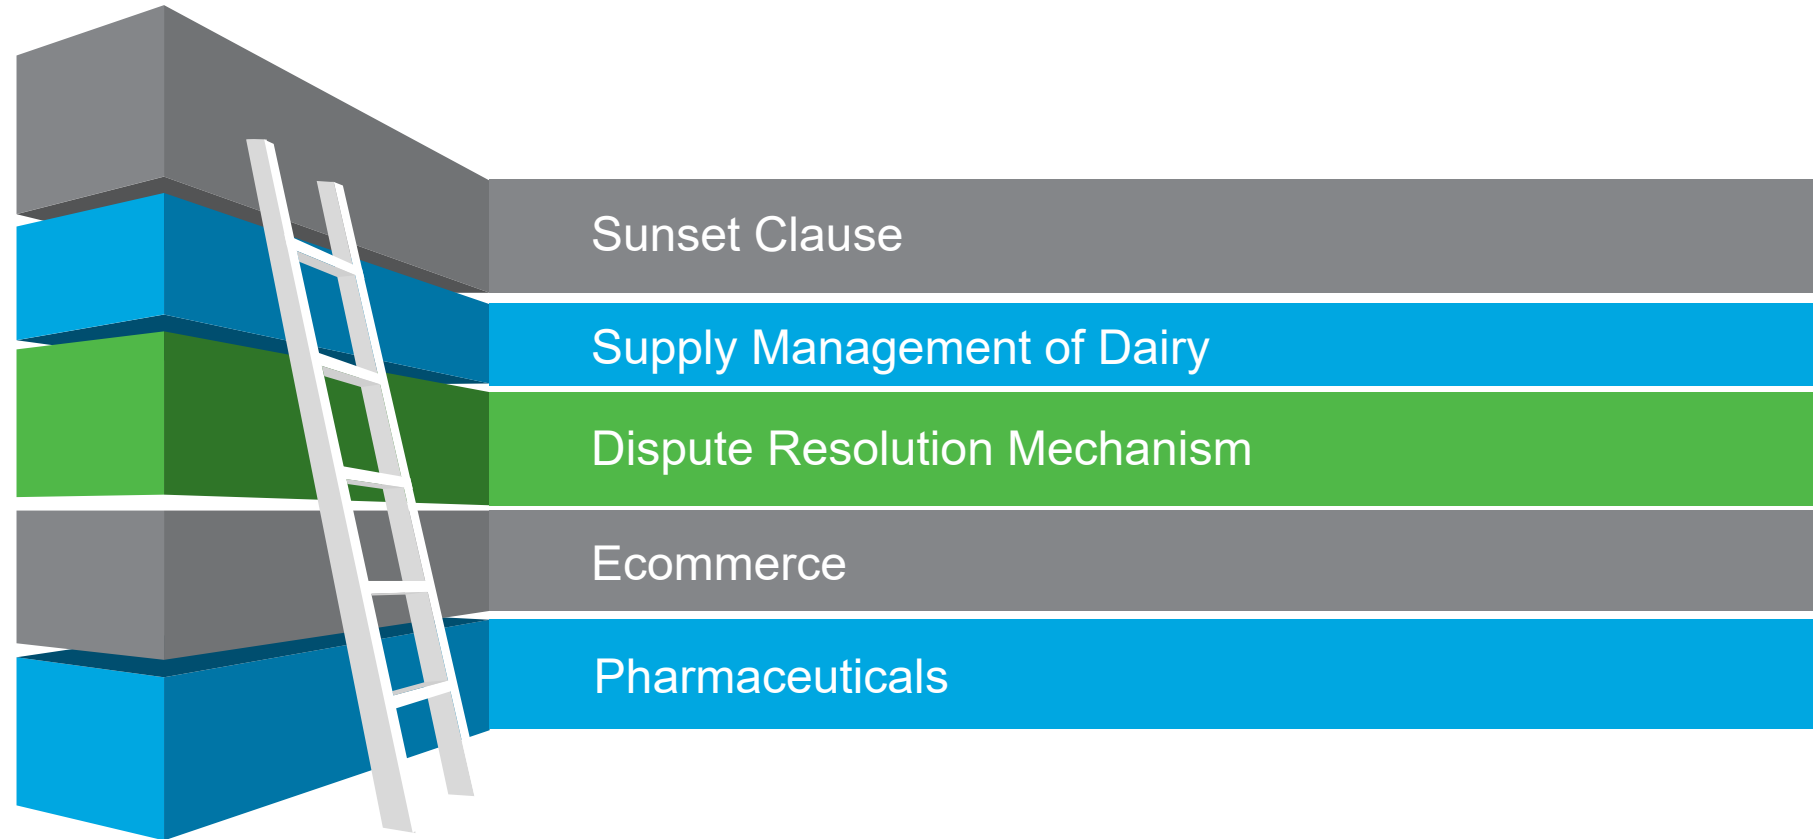 Sunset Clause
Supply Management of Dairy
Dispute Resolution Mechanism
Ecommerce
Pharmaceuticals